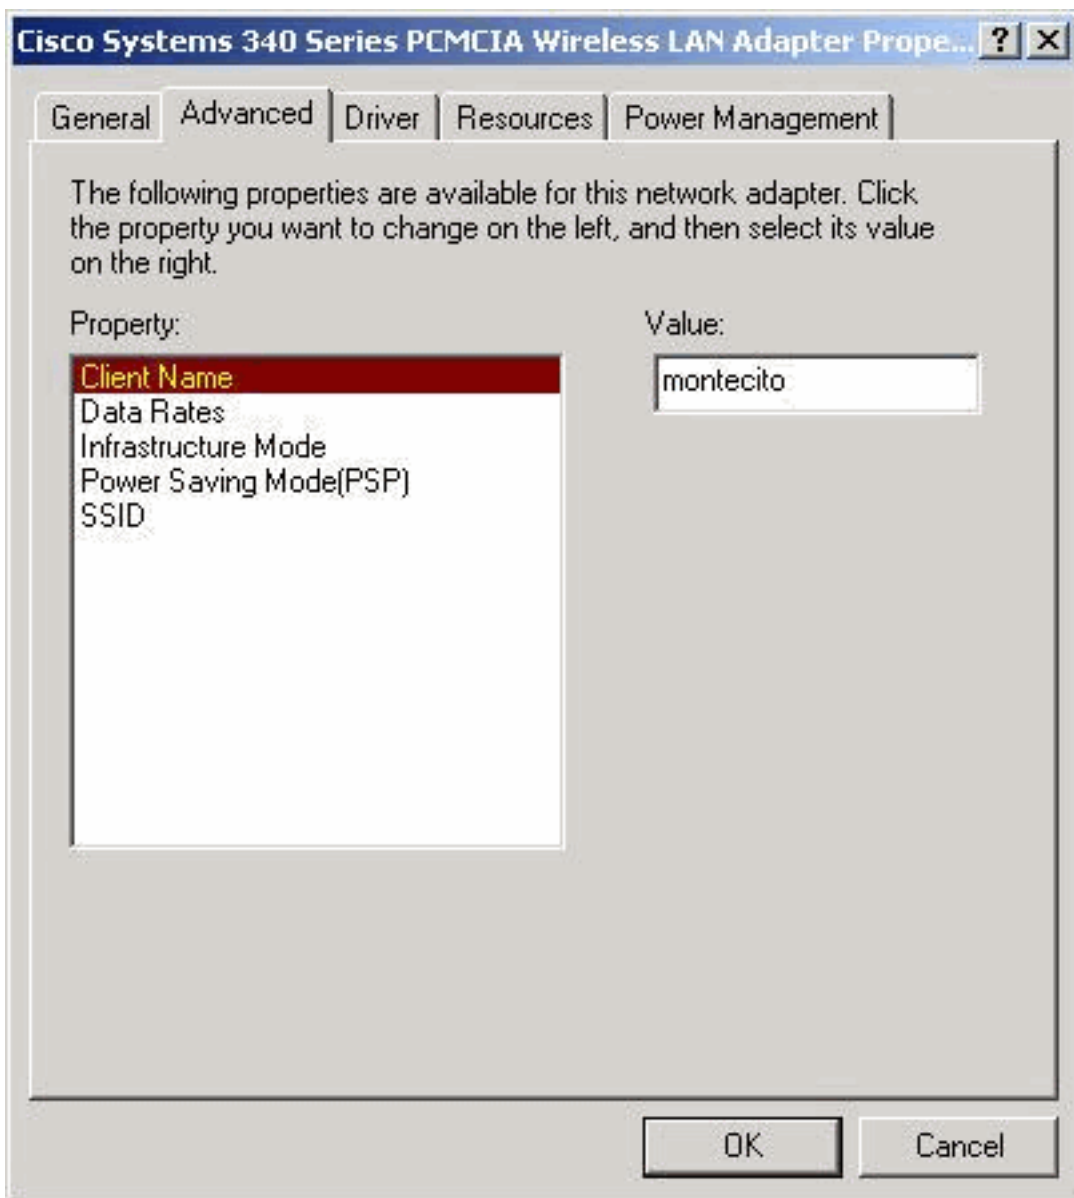 Cisco Systems 340 Series PCMCIA Wireless LAN Adapter Prope... ? X
General Advanced Driver Resources Power Management
The following properties are available for this network adapter. Click
the property you want to change on the left, and then select its value
on the right.
Property: Value:
Client Name montecito
Data Rates
Infrastructure Mode
Power Saving Mode(PSP)
SSID
OK Cancel